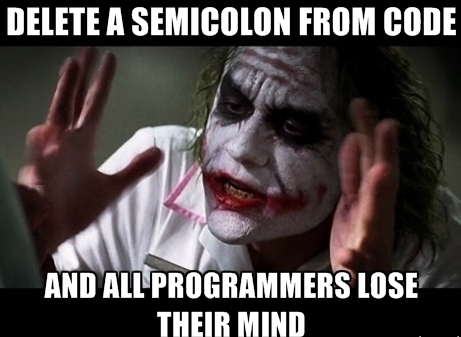 DELETE A SEMICOLON FROM CODE
AND ALL PROGRAMMERS LOSE
THEIR MIND